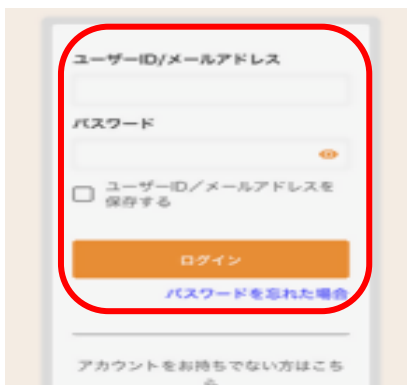 ユーザーID/メールアドレス
パスワード
ユーザーID／メールアドレスを
保存する
ログイン
パスワードを忘れた場合
アカウントをお持ちでない方はこち
ら